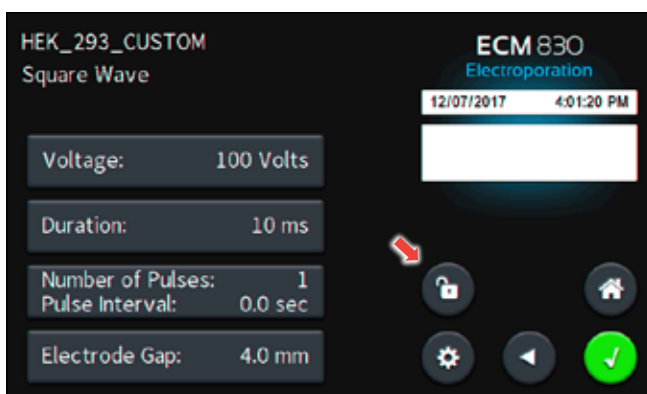 HEK_293_CUSTOM
Square Wave
ECM 830
Electroporation
12/07/2017 4:01:20 PM
Voltage: 100 Volts
Duration: 10 ms
Number of Pulses: 1
Pulse Interval: 0.0 sec
Electrode Gap: 4.0 mm